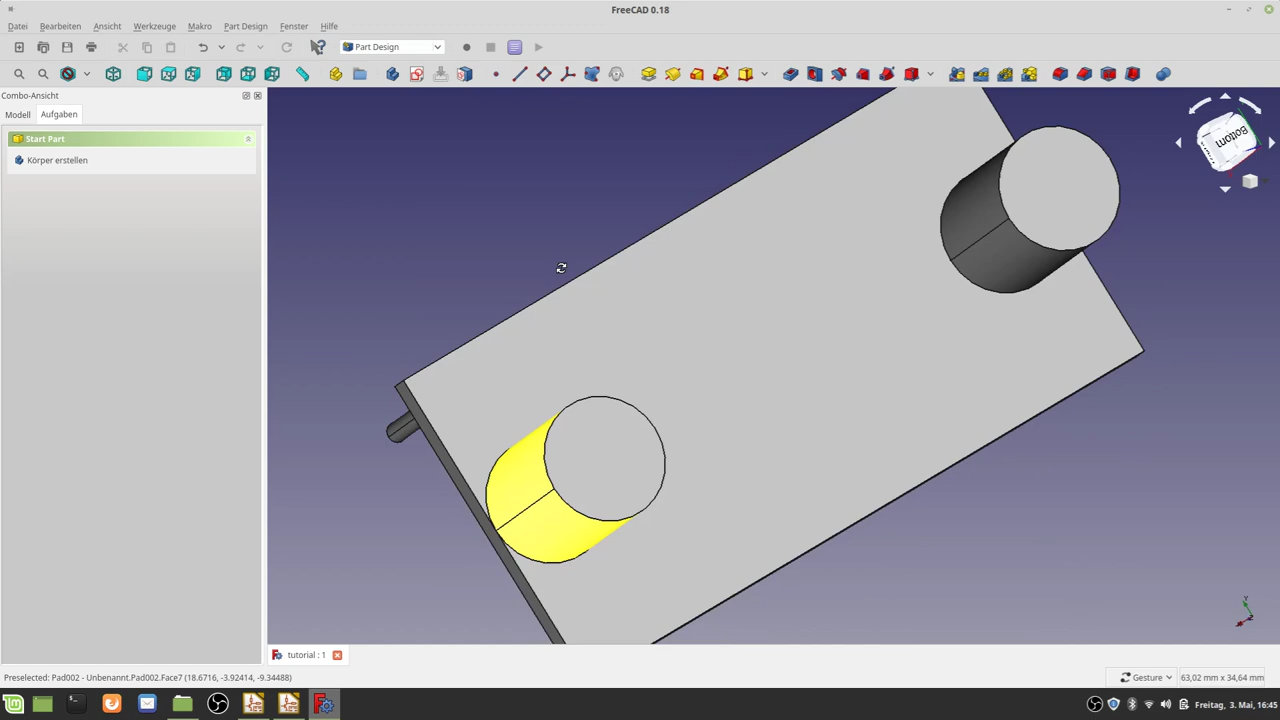 FreeCAD 0.18
Datei Bearbeiten Ansicht Werkzeuge Makro Part Design Fenster Hilfe
Part Design
Combo-Ansicht
Modell Aufgaben
Start Part
Körper erstellen
Bottom
Y
Z
X
tutorial : 1
Preselected: Pad002 - Unbenannt.Pad002.Face7 (18.6716, -3.92414, -9.34488)
Gesture
63,02 mm x 34,64 mm
Freitag, 3. Mai, 16:45